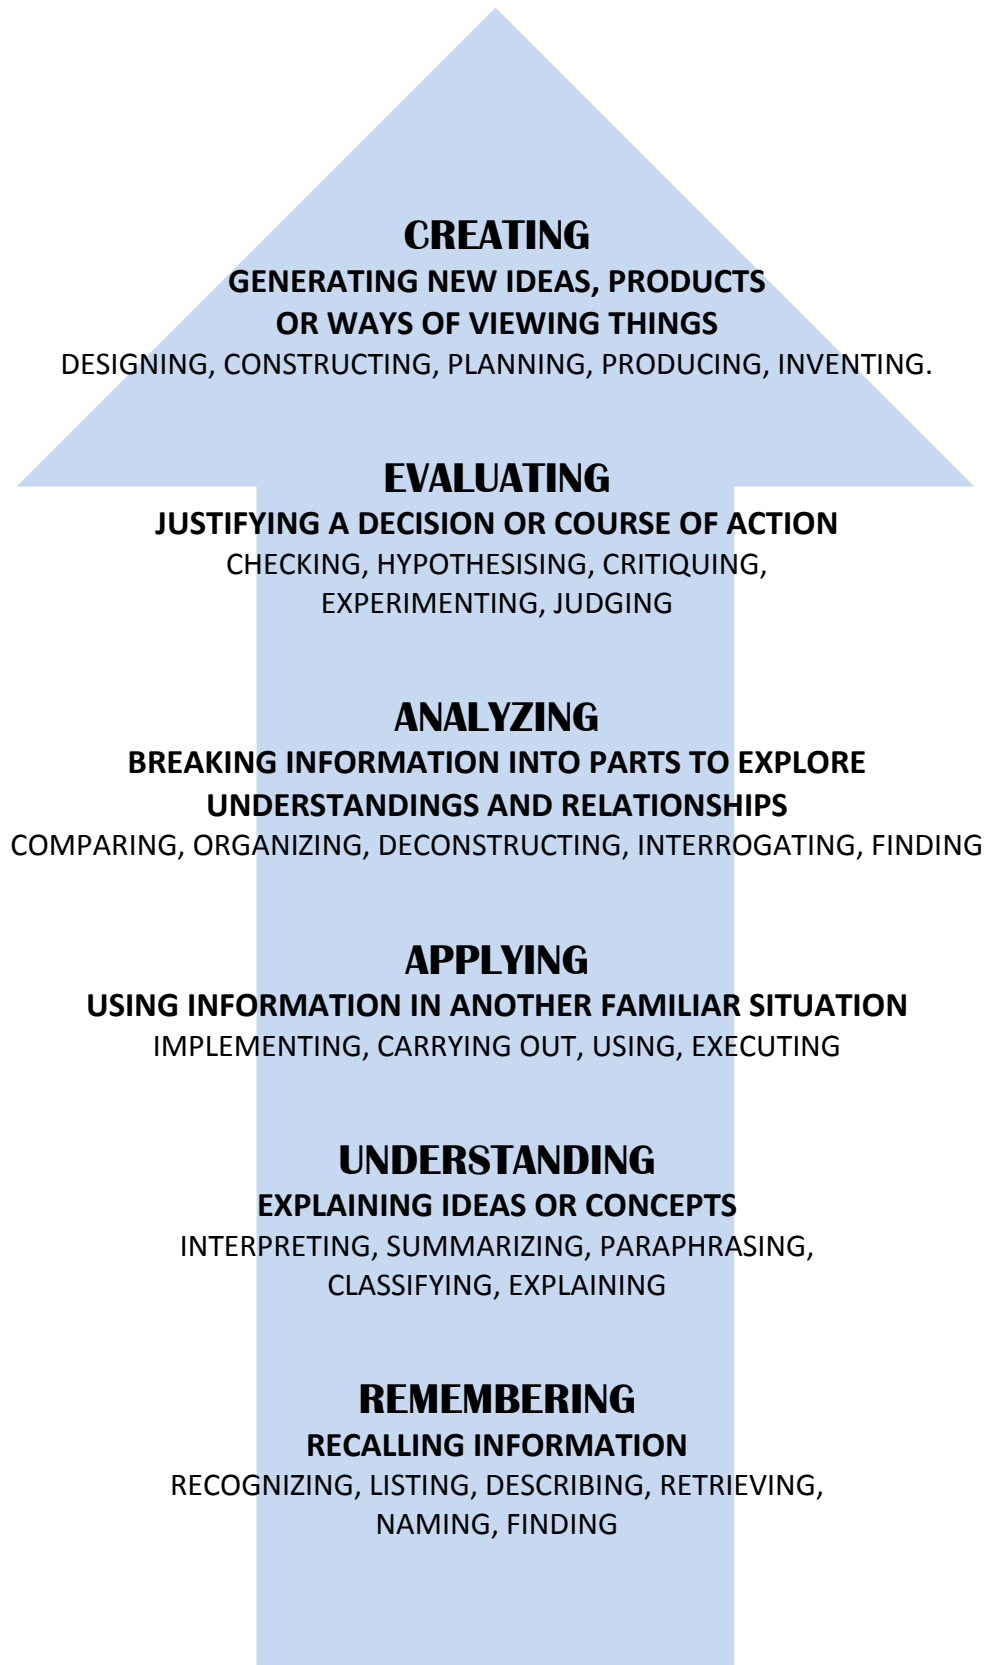 CREATING
GENERATING NEW IDEAS, PRODUCTS
OR WAYS OF VIEWING THINGS
DESIGNING, CONSTRUCTING, PLANNING, PRODUCING, INVENTING.
EVALUATING
JUSTIFYING A DECISION OR COURSE OF ACTION
CHECKING, HYPOTHESISING, CRITIQUING,
EXPERIMENTING, JUDGING
ANALYZING
BREAKING INFORMATION INTO PARTS TO EXPLORE
UNDERSTANDINGS AND RELATIONSHIPS
COMPARING, ORGANIZING, DECONSTRUCTING, INTERROGATING, FINDING
APPLYING
USING INFORMATION IN ANOTHER FAMILIAR SITUATION
IMPLEMENTING, CARRYING OUT, USING, EXECUTING
UNDERSTANDING
EXPLAINING IDEAS OR CONCEPTS
INTERPRETING, SUMMARIZING, PARAPHRASING,
CLASSIFYING, EXPLAINING
REMEMBERING
RECALLING INFORMATION
RECOGNIZING, LISTING, DESCRIBING, RETRIEVING,
NAMING, FINDING